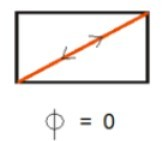 ϕ = 0